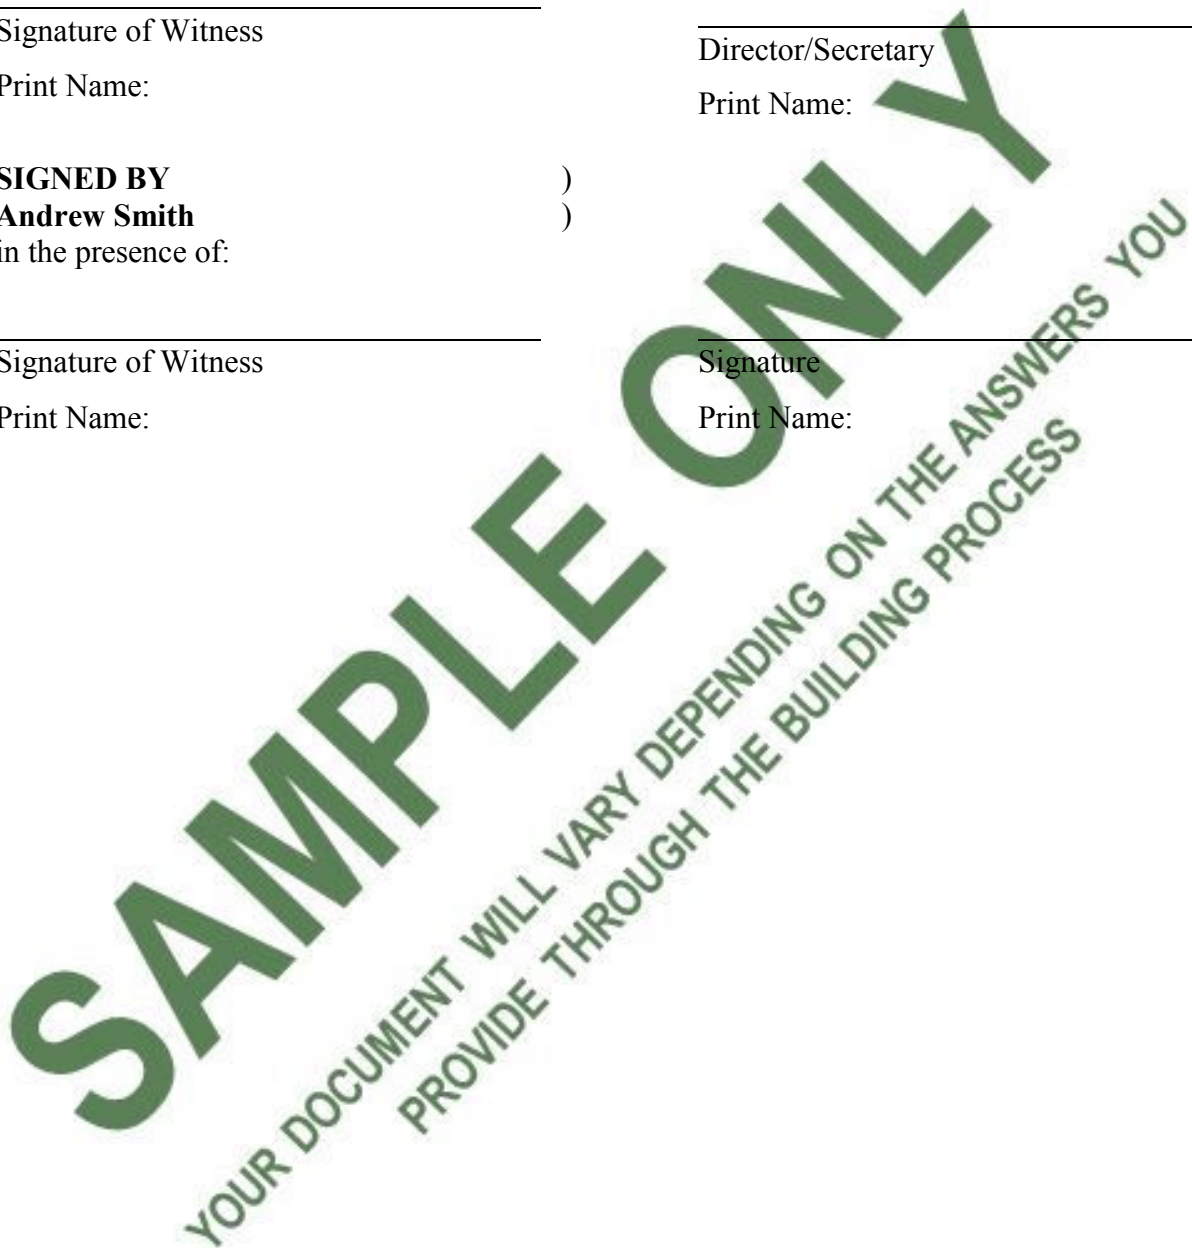 Signature of Witness
Director/Secretary
Print Name:
Print Name:
SIGNED BY )
Andrew Smith )
in the presence of:
Signature of Witness
Signature
Print Name:
Print Name:
SAMPLE ONLY
YOUR DOCUMENT WILL VARY DEPENDING ON THE ANSWERS YOU
PROVIDE THROUGH THE BUILDING PROCESS